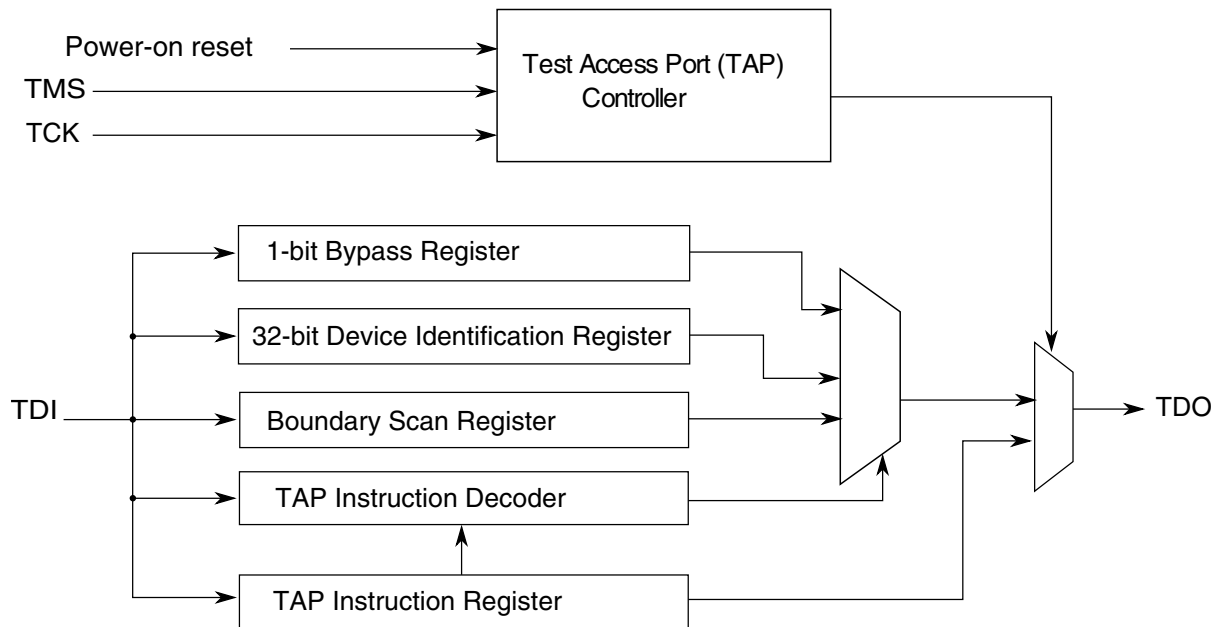 Power-on reset
TMS
TCK
Test Access Port (TAP)
Controller
1-bit Bypass Register
32-bit Device Identification Register
TDI
Boundary Scan Register
TAP Instruction Decoder
TAP Instruction Register
TDO